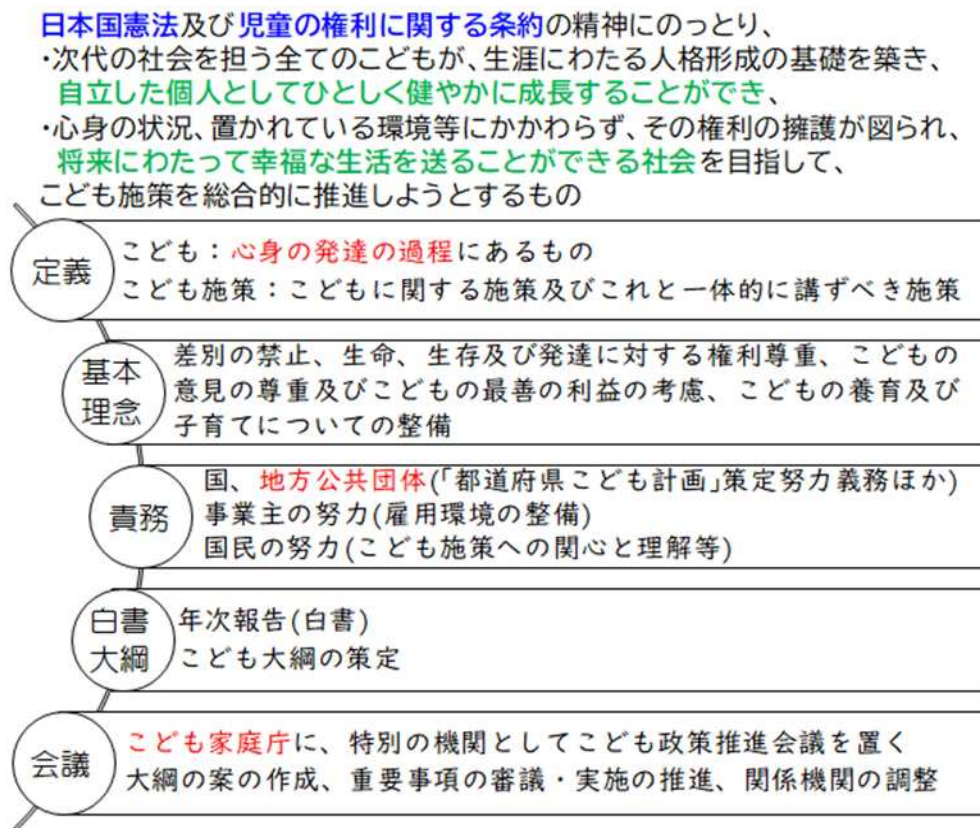 日本国憲法及び児童の権利に関する条約の精神にのっとり、
・次代の社会を担う全てのこどもが、生涯にわたる人格形成の基礎を築き、
自立した個人としてひとしく健やかに成長することができ、
・心身の状況、置かれている環境等にかかわらず、その権利の擁護が図られ、
将来にわたって幸福な生活を送ることができる社会を目指して、
こども施策を総合的に推進しようとするもの
定義
こども：心身の発達の過程にあるもの
こども施策：こどもに関する施策及びこれと一体的に講ずべき施策
基本
理念
差別の禁止、生命、生存及び発達に対する権利尊重、こどもの
意見の尊重及びこどもの最善の利益の考慮、こどもの養育及び
子育てについての整備
責務
国、地方公共団体(「都道府県こども計画」策定努力義務ほか)
事業主の努力(雇用環境の整備)
国民の努力(こども施策への関心と理解等)
白書
大綱
年次報告(白書)
こども大綱の策定
会議
こども家庭庁に、特別の機関としてこども政策推進会議を置く
大綱の案の作成、重要事項の審議・実施の推進、関係機関の調整